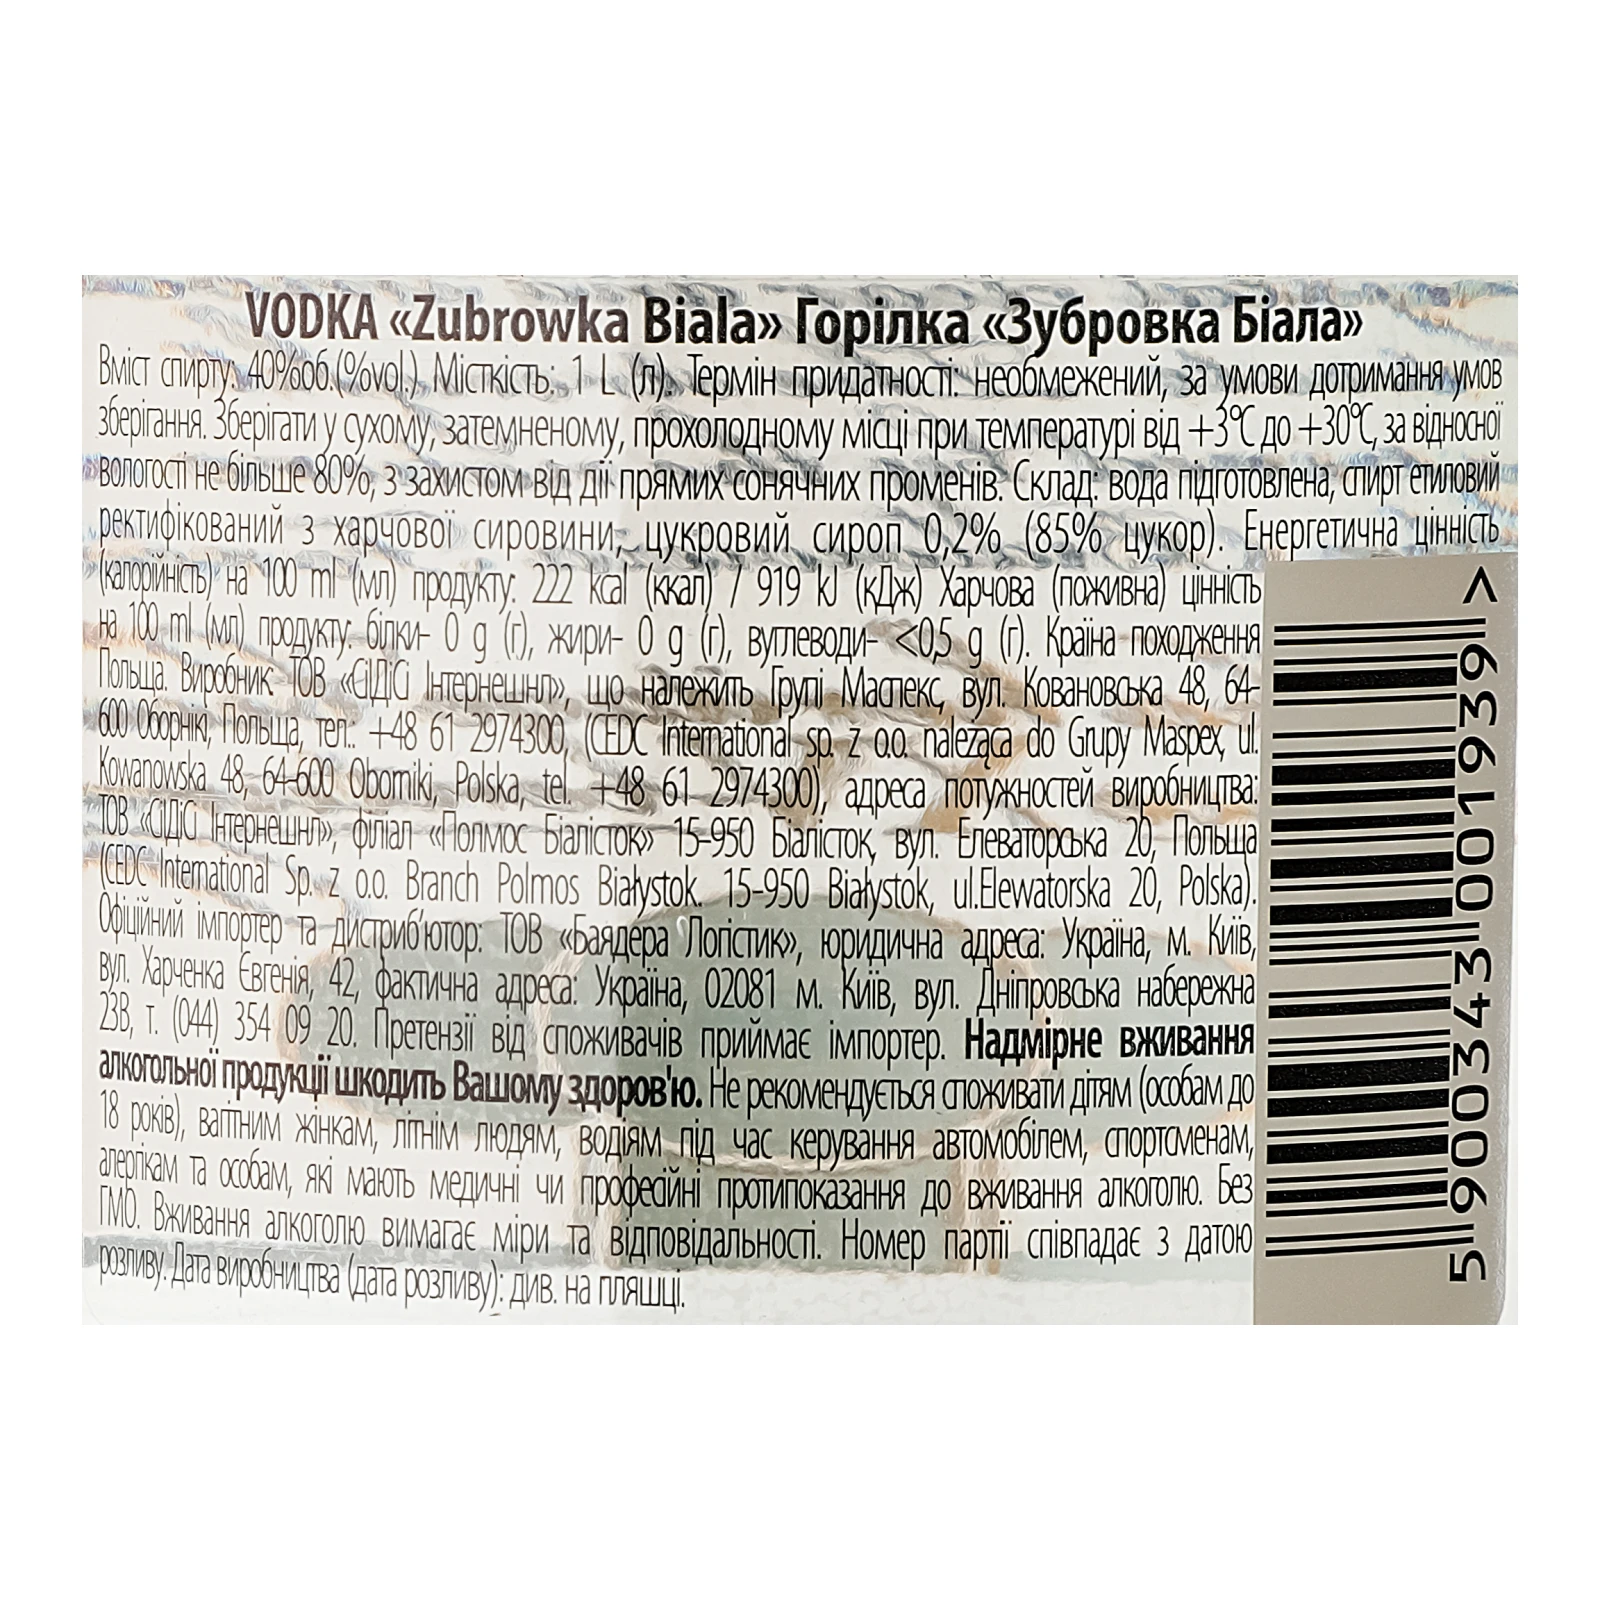 VODKA «Zubrowka Biala» Горілка «Зубровка Біала»
Вміст спирту: 40%об.(%vol.) Місткість: 1 L (л). Термін придатності: необмежений, за умови дотримання умов
зберігання. Зберігати у сухому, затемненому, прохолодному місці при температурі від +3°С до +30°С, за відносної
вологості не більше 80%, з захистом від дії прямих сонячних променів. Склад: вода підготовлена, спирт етиловий
ректифікований з харчової сировини, цукровий сироп 0,2% (85% цукор). Енергетична цінність
(калорійність) на 100 ml (мл) продукту: 222 kcal (ккал) / 919 kJ (кДж) Харчова (поживна) цінність
на 100 ml (мл) продукту: білки- 0 g (г), жири- 0 g (г), вуглеводи- <0,5 g (г). Країна походження
Польща. Виробник ТОВ «СіДіСі Інтернешнл», що належить Групі Маспекс, вул. Ковановська 48, 64-
600 Оборнікі, Польща, тел.: +48 61 2974300, (CEDC International sp. z o.o. należąca do Grupy Maspex, ul.
Kowanowska 48, 64-600 Oborniki, Polska, tel. +48 61 2974300), адреса потужностей виробництва:
ТОВ «СіДіСі Інтернешнл», філіал «Полмос Білісток» 15-950 Біалісток, вул. Елеваторська 20, Польща
(CEDC International Sp. z o.o. Branch Polmos Białystok. 15-950 Białystok, ul.Elewatorska 20, Polska).
Офіційний імпортер та дистриб'ютор: ТОВ «Баядера Логістик», юридична адреса: Україна, м. Київ,
вул. Харченка Євгенія, 42, фактична адреса: Україна, 02081 м. Київ, вул. Дніпровська набережна
23В, т. (044) 354 09 20. Претензії від споживачів приймає імпортер. Надмірне вживання
алкогольної продукції шкодить Вашому здоров'ю. Не рекомендується споживати дітям (особам до
18 років), вагітним жінкам, літнім людям, водіям під час керування автомобілем, спортсменам,
алергікам та особам, які мають медичні чи професійні протипоказання до вживання алкоголю. Без
ГМО. Вживання алкоголю вимагає міри та відповідальності. Номер партії співпадає з датою
розливу. Дата виробництва (дата розливу): див. на пляшці.
5 900343 001939 >